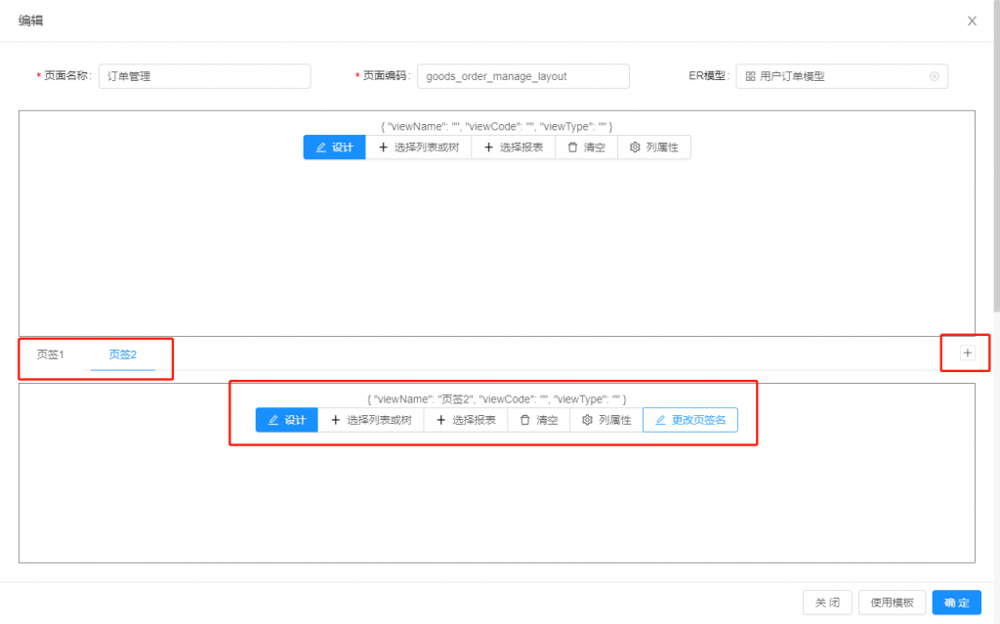 编辑
* 页面名称: 订单管理 * 页面编码: goods_order_manage_layout ER模型: 用户订单模型
{ "viewName": "", "viewCode": "", "viewType": "" }
设计 选择列表或树 选择报表 清空 列属性
页签1 页签2
{ "viewName": "页签2", "viewCode": "", "viewType": "" }
设计 选择列表或树 选择报表 清空 列属性 更改页签名
关闭 使用模板 确定